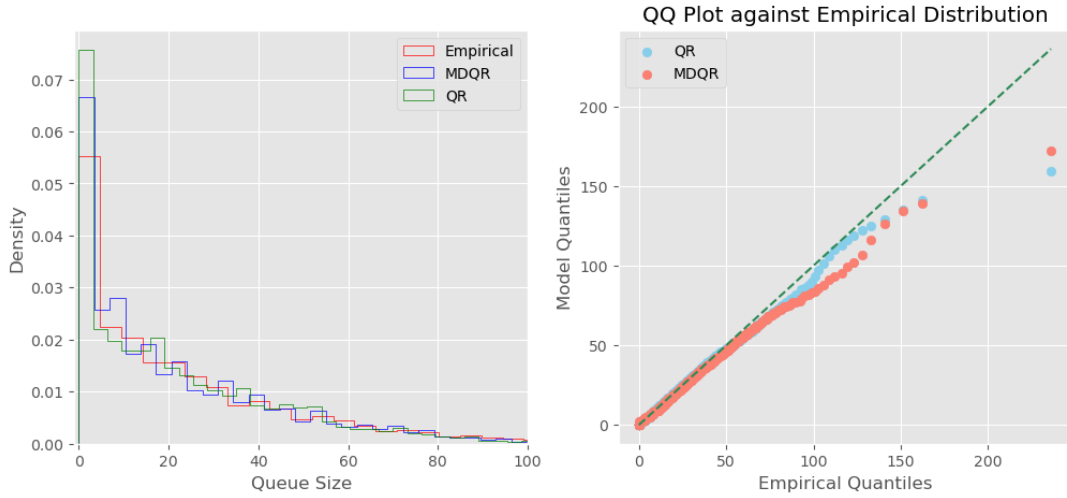 Empirical
MDQR
QR
0.07
0.06
0.05
0.04
0.03
0.02
0.01
0.00
Density
0
20
40
60
80
100
Queue Size
QQ Plot against Empirical Distribution
QR
MDQR
200
150
100
50
0
Model Quantiles
0
50
100
150
200
Empirical Quantiles